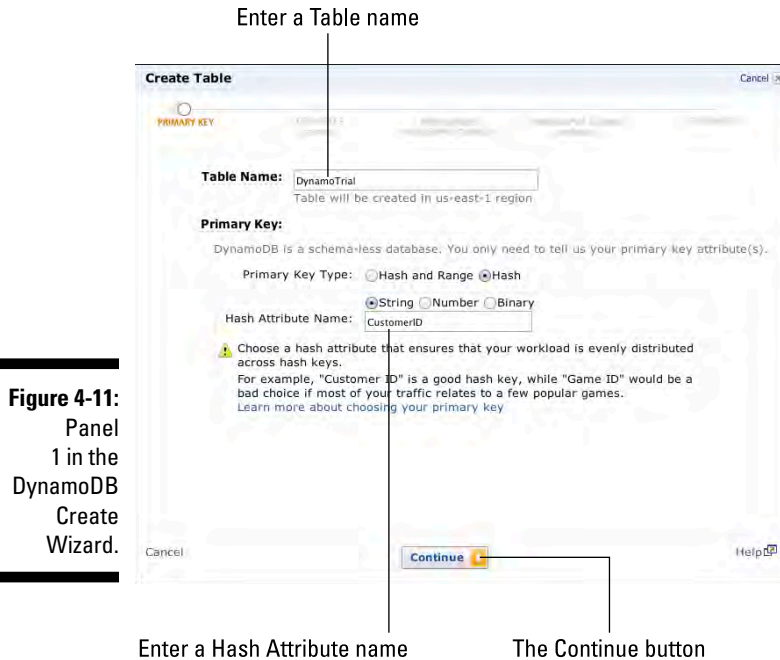 Enter a Table name
Create Table
Cancel
PRIMARY KEY
Table Name: DynamoTrial
Table will be created in us-east-1 region
Primary Key:
DynamoDB is a schema-less database. You only need to tell us your primary key attribute(s).
Primary Key Type: Hash and Range Hash
String Number Binary
Hash Attribute Name: CustomerID
Choose a hash attribute that ensures that your workload is evenly distributed
across hash keys.
For example, "Customer ID" is a good hash key, while "Game ID" would be a
bad choice if most of your traffic relates to a few popular games.
Learn more about choosing your primary key
Figure 4-11:
Panel
1 in the
DynamoDB
Create
Wizard.
Cancel
Continue
Help
Enter a Hash Attribute name
The Continue button